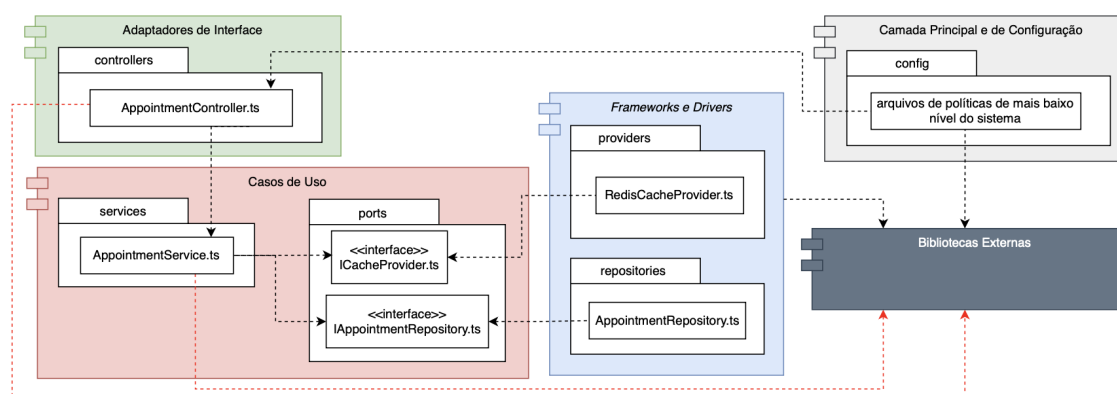 Adaptadores de Interface
controllers
AppointmentController.ts
Casos de Uso
services
AppointmentService.ts
ports
<<interface>>
ICacheProvider.ts
<<interface>>
IAppointmentRepository.ts
Frameworks e Drivers
providers
RedisCacheProvider.ts
repositories
AppointmentRepository.ts
Camada Principal e de Configuração
config
arquivos de políticas de mais baixo
nível do sistema
Bibliotecas Externas